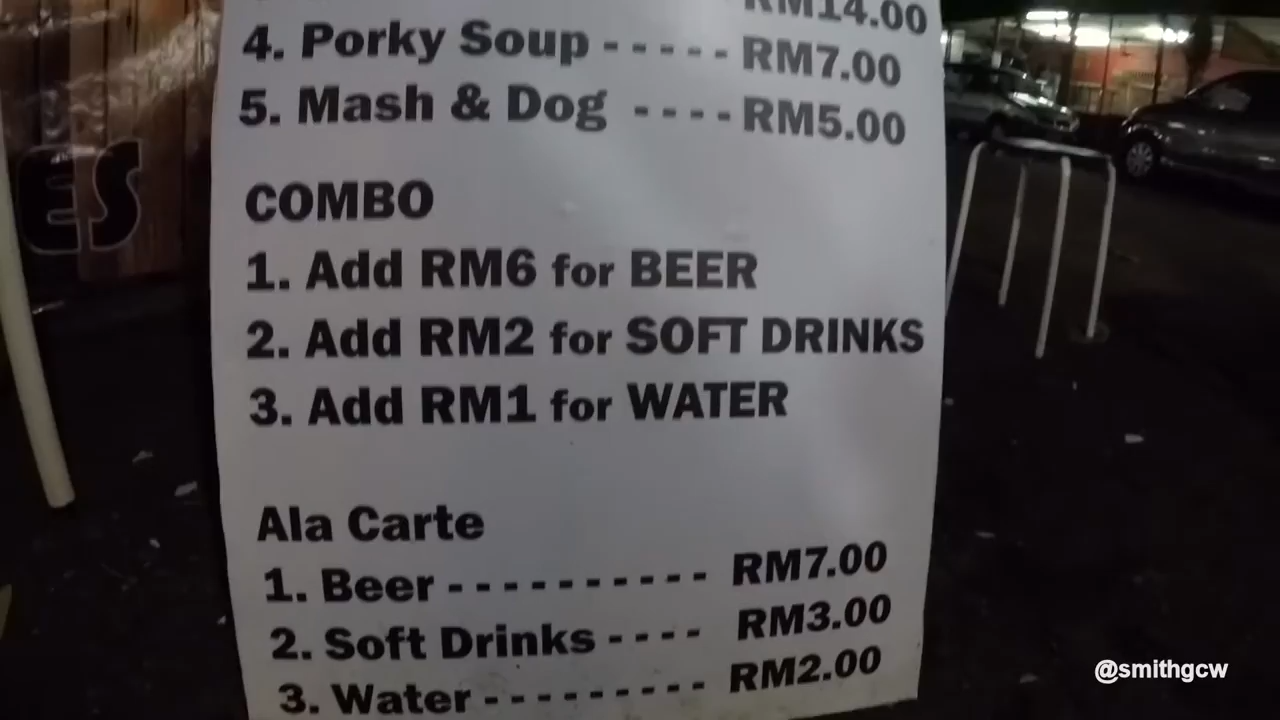 RM14.00
4. Porky Soup - - - - - RM7.00
5. Mash & Dog - - - - RM5.00
ES
COMBO
1. Add RM6 for BEER
2. Add RM2 for SOFT DRINKS
3. Add RM1 for WATER
Ala Carte
1. Beer - - - - - - - - - - RM7.00
2. Soft Drinks - - - - RM3.00
3. Water - - - - - - - - - RM2.00
@smithgcw